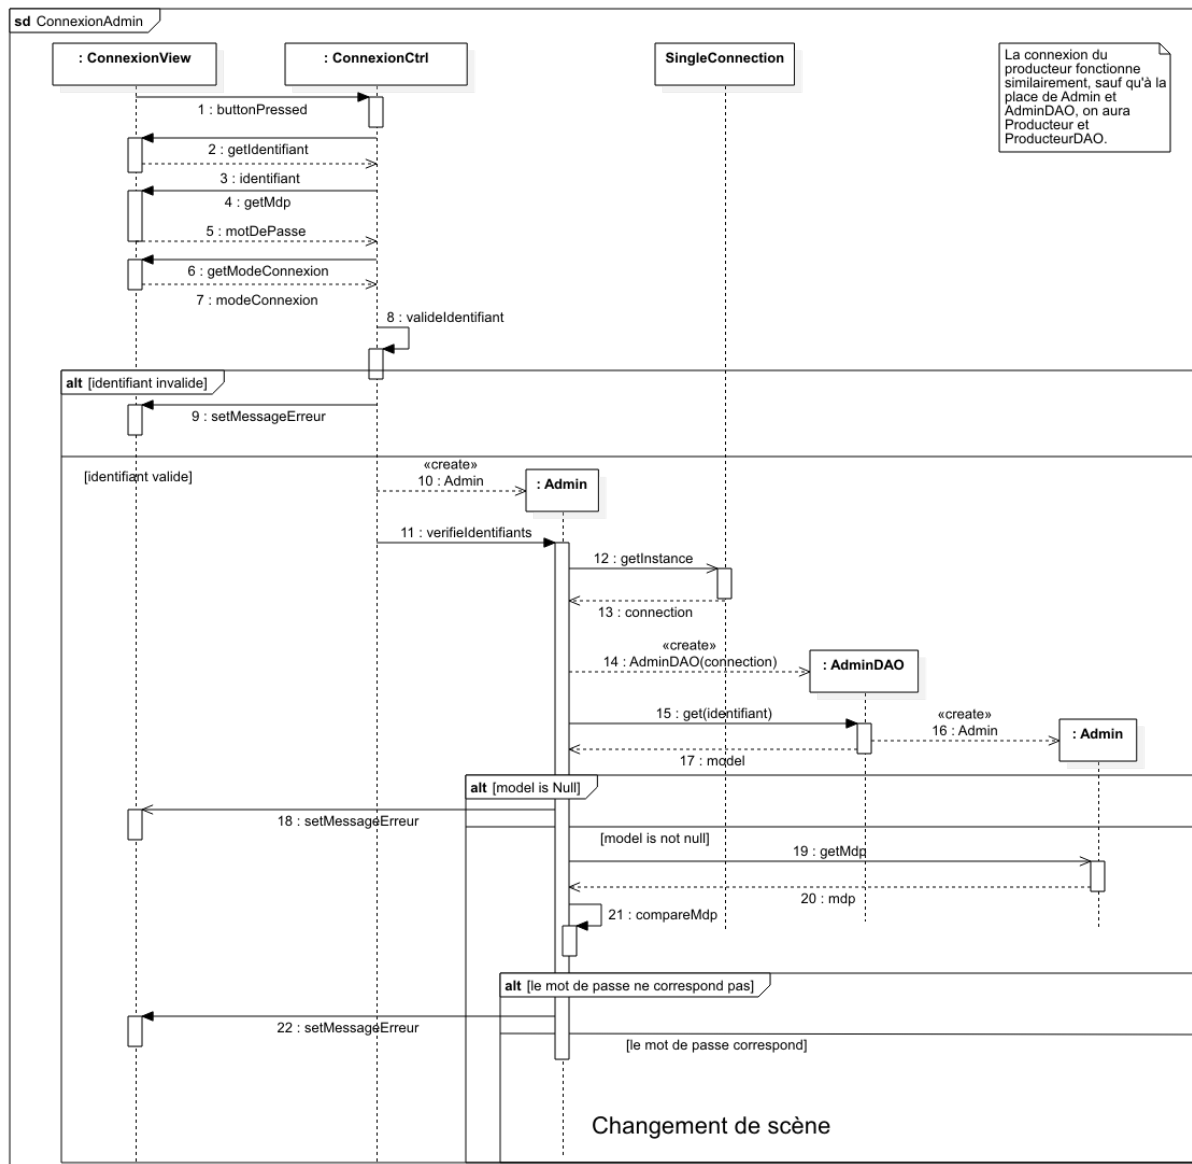 sd ConnexionAdmin
: ConnexionView
: ConnexionCtrl
SingleConnection
La connexion du
producteur fonctionne
similairement, sauf qu'à la
place de Admin et
AdminDAO, on aura
Producteur et
ProducteurDAO.
1 : buttonPressed
2 : getIdentifiant
3 : identifiant
4 : getMdp
5 : motDePasse
6 : getModeConnexion
7 : modeConnexion
8 : valideIdentifiant
alt [identifiant invalide]
9 : setMessageErreur
[identifiant valide]
«create»
10 : Admin
: Admin
11 : verifieIdentifiants
12 : getInstance
13 : connection
«create»
14 : AdminDAO(connection)
: AdminDAO
15 : get(identifiant)
«create»
16 : Admin
: Admin
17 : model
alt [model is Null]
18 : setMessageErreur
[model is not null]
19 : getMdp
20 : mdp
21 : compareMdp
alt [le mot de passe ne correspond pas]
22 : setMessageErreur
[le mot de passe correspond]
Changement de scène